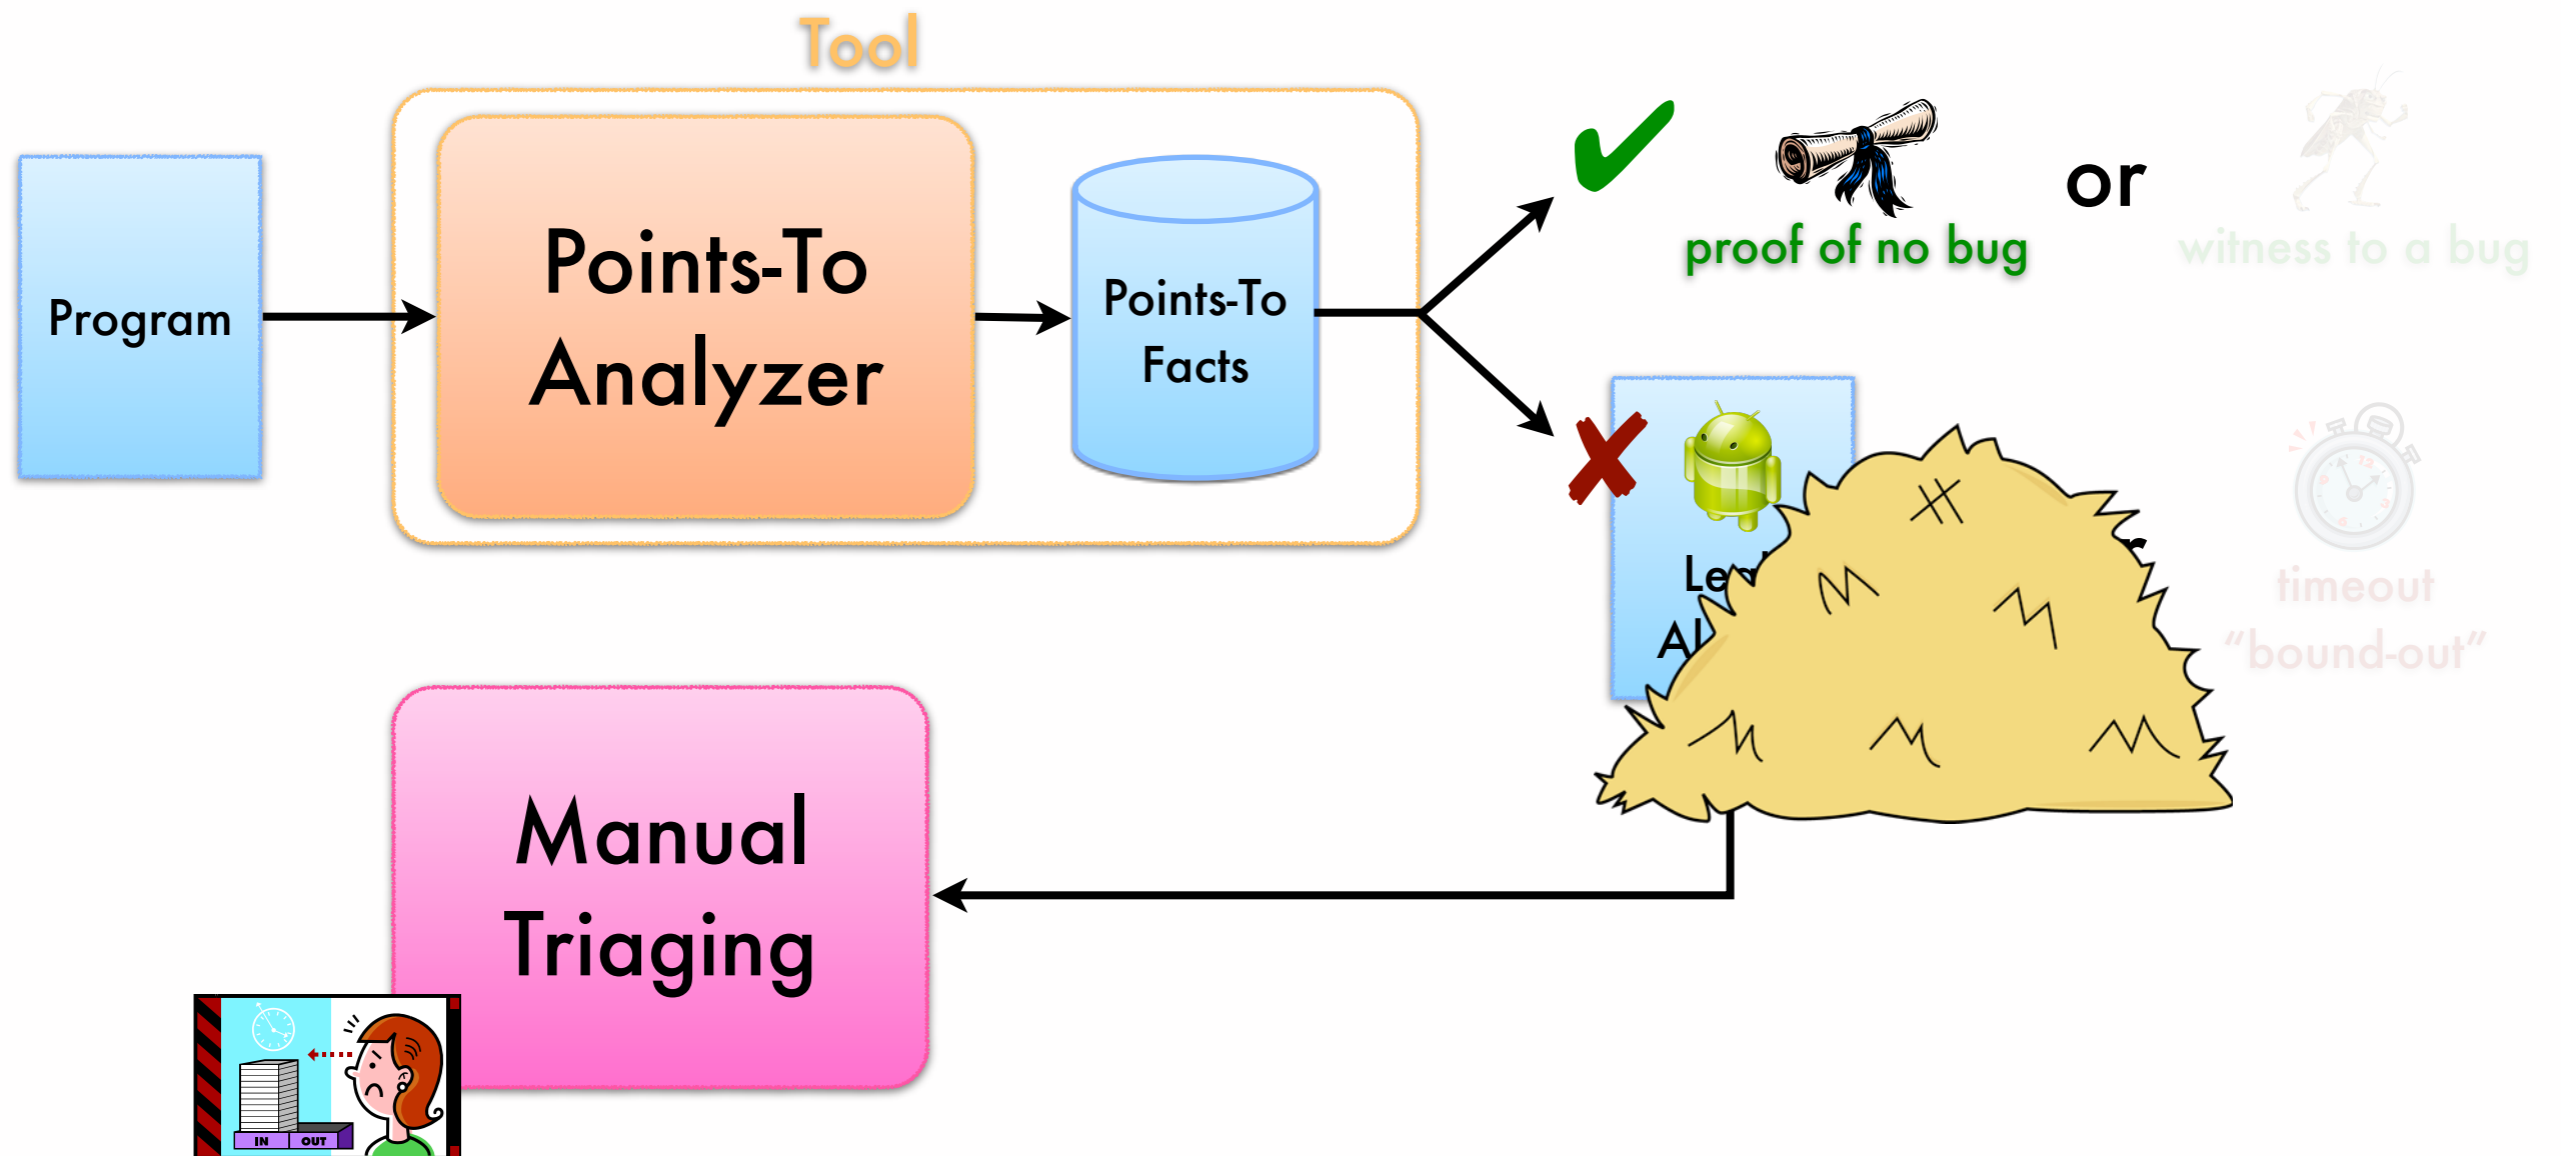 Tool
Program
Points-To
Analyzer
Points-To
Facts
proof of no bug
or
witness to a bug
timeout
“bound-out”
Manual
Triaging
IN
OUT